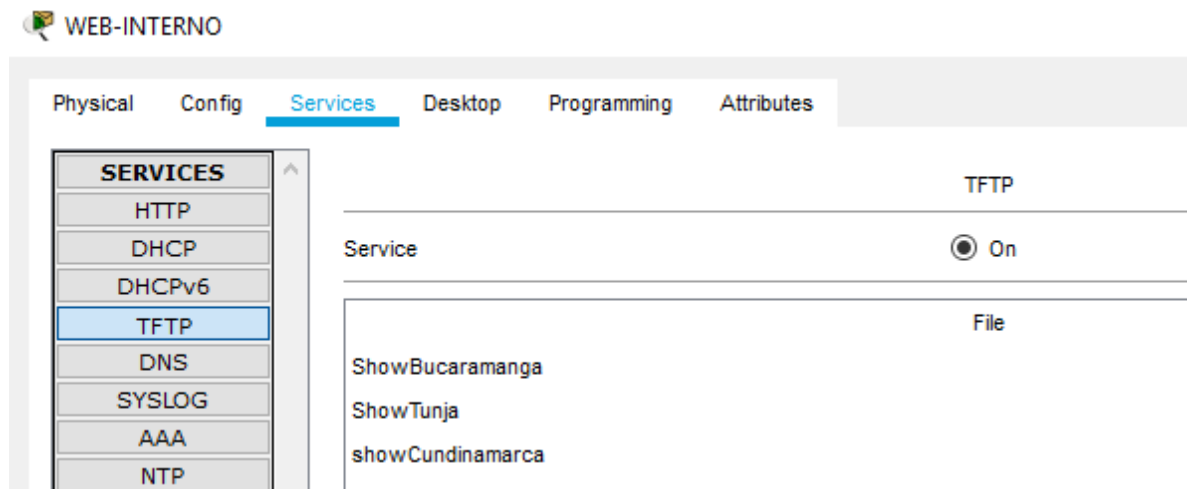 WEB-INTERNO
Physical Config Services Desktop Programming Attributes
SERVICES
HTTP
DHCP
DHCPv6
TFTP
DNS
SYSLOG
AAA
NTP
TFTP
Service On
File
ShowBucaramanga
ShowTunja
showCundinamarca